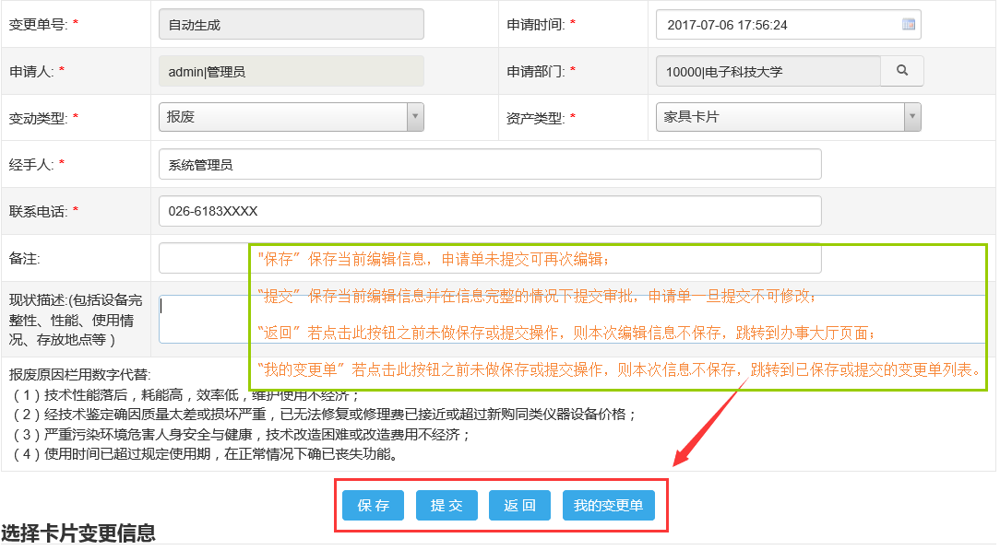 变更单号: * 自动生成 申请时间: * 2017-07-06 17:56:24
申请人: * admin|管理员 申请部门: * 10000|电子科技大学
变动类型: * 报废 资产类型: * 家具卡片
经手人: * 系统管理员
联系电话: * 026-6183XXXX
备注:
"保存” 保存当前编辑信息，申请单未提交可再次编辑；
现状描述:(包括设备完
整性、性能、使用情
况、存放地点等 )
“提交” 保存当前编辑信息并在信息完整的情况下提交审批，申请单一旦提交不可修改；
“返回” 若点击此按钮之前未做保存或提交操作，则本次编辑信息不保存，跳转到办事大厅页面；
“我的变更单” 若点击此按钮之前未做保存或提交操作，则本次信息不保存，跳转到已保存或提交的变更单列表。
报废原因栏用数字代替:
（1）技术性能落后，耗能高，效率低，维护使用不经济；
（2）经技术鉴定确因质量太差或损坏严重，已无法修复或修理费已接近或超过新购同类仪器设备价格；
（3）严重污染环境危害人身安全与健康，技术改造困难或改造费用不经济；
（4）使用时间已超过规定使用期，在正常情况下确已丧失功能。
保 存 提 交 返 回 我的变更单
选择卡片变更信息